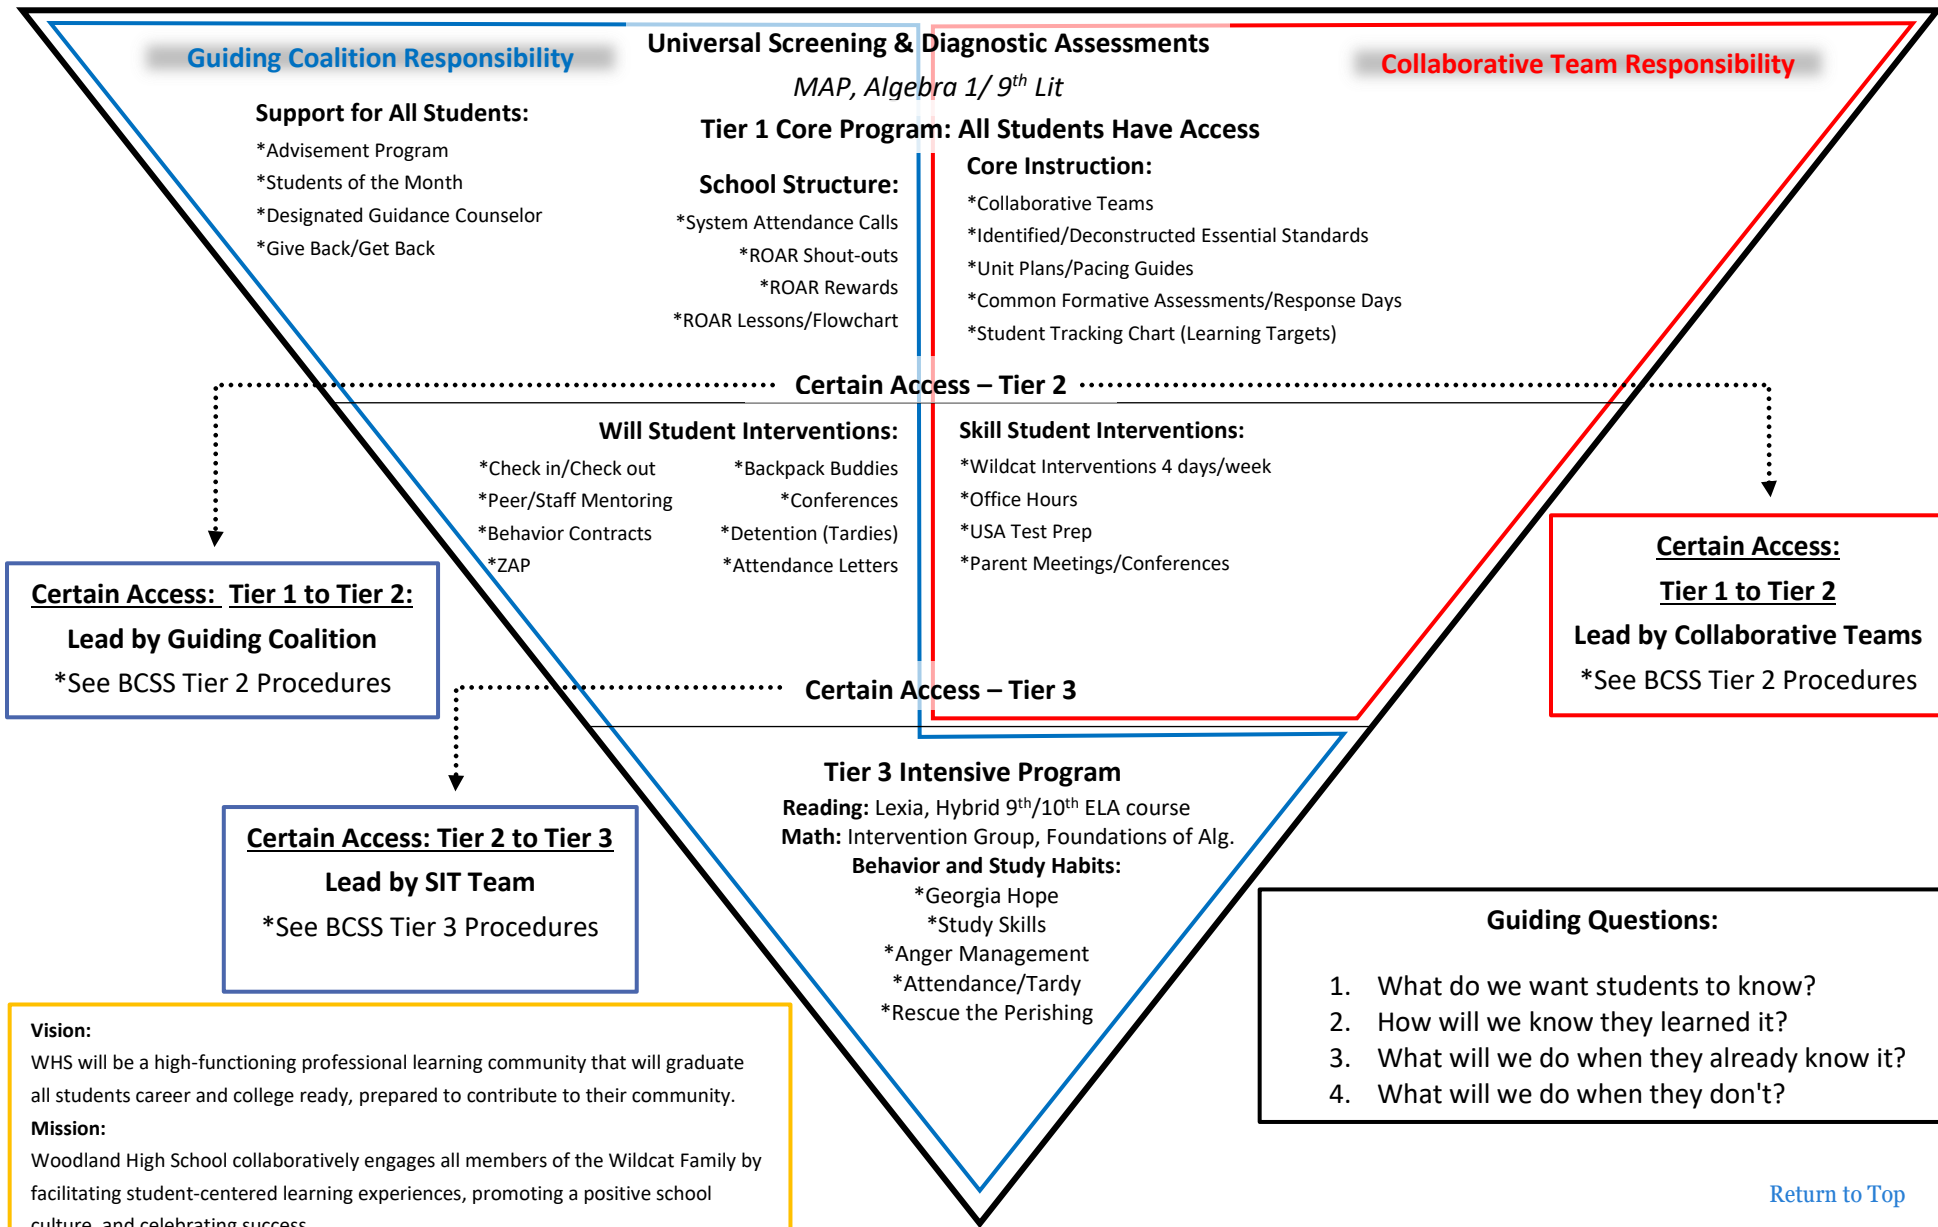 Guiding Coalition Responsibility
Universal Screening & Diagnostic Assessments
Collaborative Team Responsibility
MAP, Algebra 1/ 9th Lit
Tier 1 Core Program: All Students Have Access
Support for All Students:
*Advisement Program
*Students of the Month
*Designated Guidance Counselor
*Give Back/Get Back
School Structure:
*System Attendance Calls
*ROAR Shout-outs
*ROAR Rewards
*ROAR Lessons/Flowchart
Core Instruction:
*Collaborative Teams
*Identified/Deconstructed Essential Standards
*Unit Plans/Pacing Guides
*Common Formative Assessments/Response Days
*Student Tracking Chart (Learning Targets)
Certain Access – Tier 2
Will Student Interventions:
*Check in/Check out
*Peer/Staff Mentoring
*Behavior Contracts
*ZAP
*Backpack Buddies
*Conferences
*Detention (Tardies)
*Attendance Letters
Skill Student Interventions:
*Wildcat Interventions 4 days/week
*Office Hours
*USA Test Prep
*Parent Meetings/Conferences
Certain Access: Tier 1 to Tier 2:
Lead by Guiding Coalition
*See BCSS Tier 2 Procedures
Certain Access:
Tier 1 to Tier 2
Lead by Collaborative Teams
*See BCSS Tier 2 Procedures
Certain Access – Tier 3
Certain Access: Tier 2 to Tier 3
Lead by SIT Team
*See BCSS Tier 3 Procedures
Tier 3 Intensive Program
Reading: Lexia, Hybrid 9th/10th ELA course
Math: Intervention Group, Foundations of Alg.
Behavior and Study Habits:
*Georgia Hope
*Study Skills
*Anger Management
*Attendance/Tardy
*Rescue the Perishing
Guiding Questions:
1. What do we want students to know?
2. How will we know they learned it?
3. What will we do when they already know it?
4. What will we do when they don't?
Vision:
WHS will be a high-functioning professional learning community that will graduate
all students career and college ready, prepared to contribute to their community.
Mission:
Woodland High School collaboratively engages all members of the Wildcat Family by
facilitating student-centered learning experiences, promoting a positive school
culture, and celebrating success
Return to Top